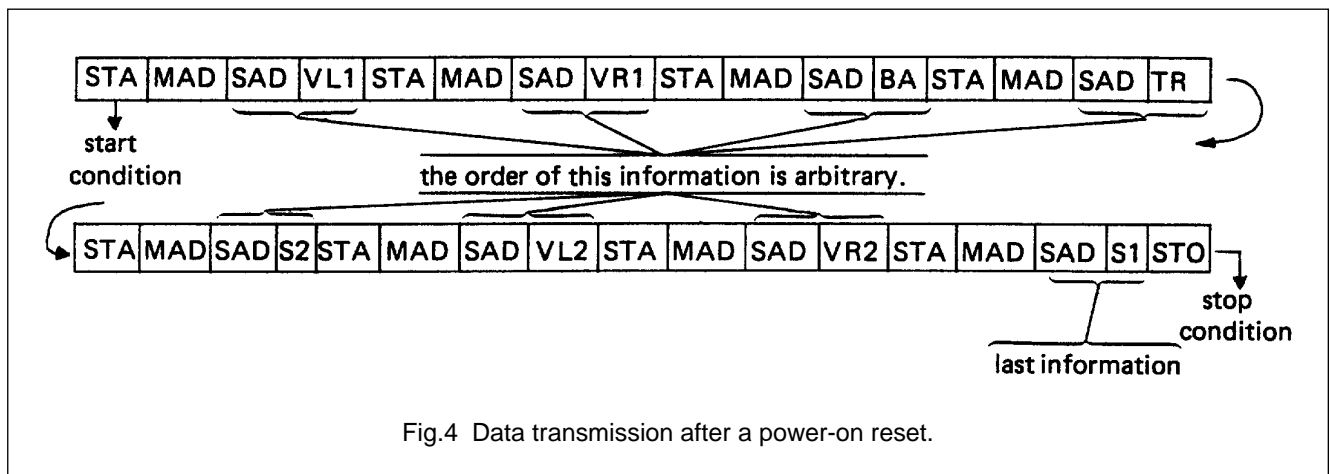 STA MAD SAD VL1 STA MAD SAD VR1 STA MAD SAD BA STA MAD SAD TR
start
condition
the order of this information is arbitrary.
STA MAD SAD S2 STA MAD SAD VL2 STA MAD SAD VR2 STA MAD SAD S1 STO
stop
condition
last information
Fig.4 Data transmission after a power-on reset.